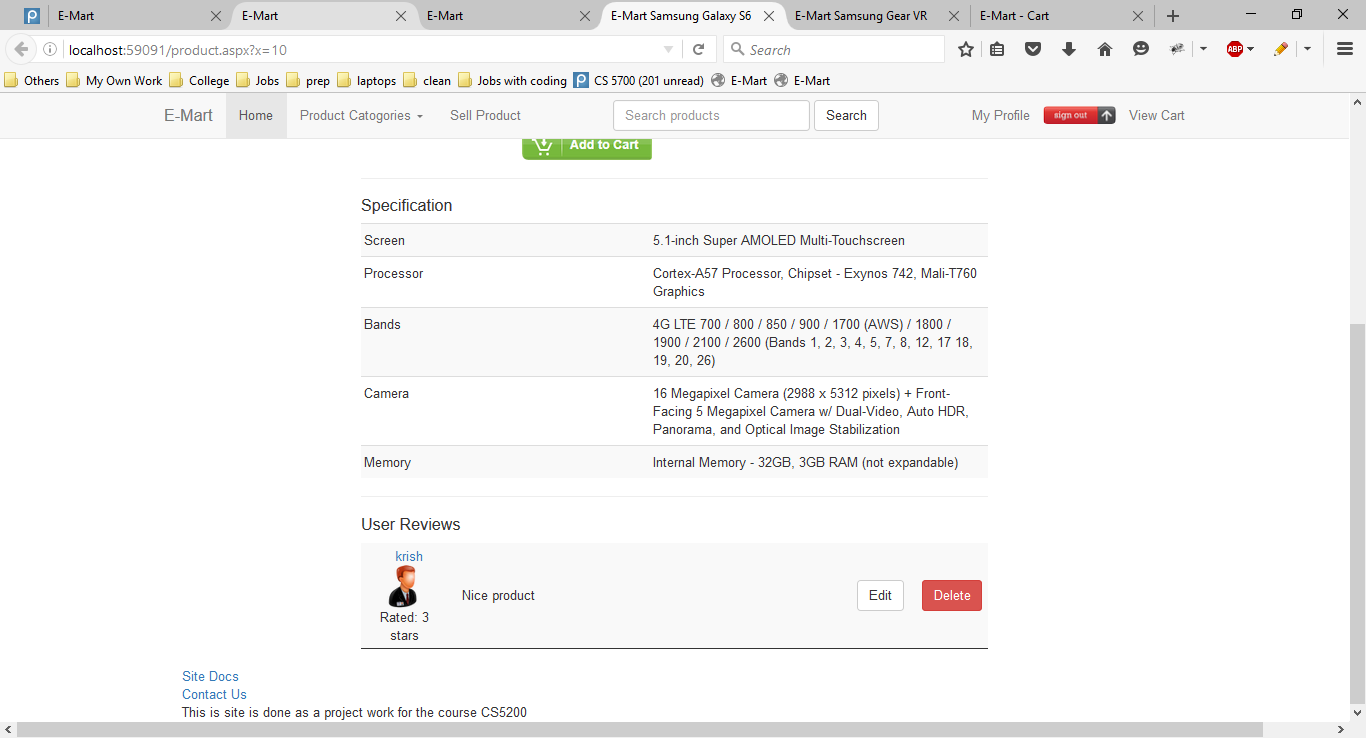 E-Mart
E-Mart
E-Mart
E-Mart Samsung Galaxy S6
E-Mart Samsung Gear VR
E-Mart - Cart
localhost:59091/product.aspx?x=10
Search
ABP
Others
My Own Work
College
Jobs
prep
laptops
clean
Jobs with coding
CS 5700 (201 unread)
E-Mart
E-Mart
E-Mart
Home
Product Catogories
Sell Product
Search products
Search
My Profile
sign out
View Cart
Add to Cart
Specification
Screen
5.1-inch Super AMOLED Multi-Touchscreen
Processor
Cortex-A57 Processor, Chipset - Exynos 742, Mali-T760
Graphics
Bands
4G LTE 700 / 800 / 850 / 900 / 1700 (AWS) / 1800 /
1900 / 2100 / 2600 (Bands 1, 2, 3, 4, 5, 7, 8, 12, 17 18,
19, 20, 26)
Camera
16 Megapixel Camera (2988 x 5312 pixels) + Front-
Facing 5 Megapixel Camera w/ Dual-Video, Auto HDR,
Panorama, and Optical Image Stabilization
Memory
Internal Memory - 32GB, 3GB RAM (not expandable)
User Reviews
krish
Rated: 3
stars
Nice product
Edit
Delete
Site Docs
Contact Us
This is site is done as a project work for the course CS5200